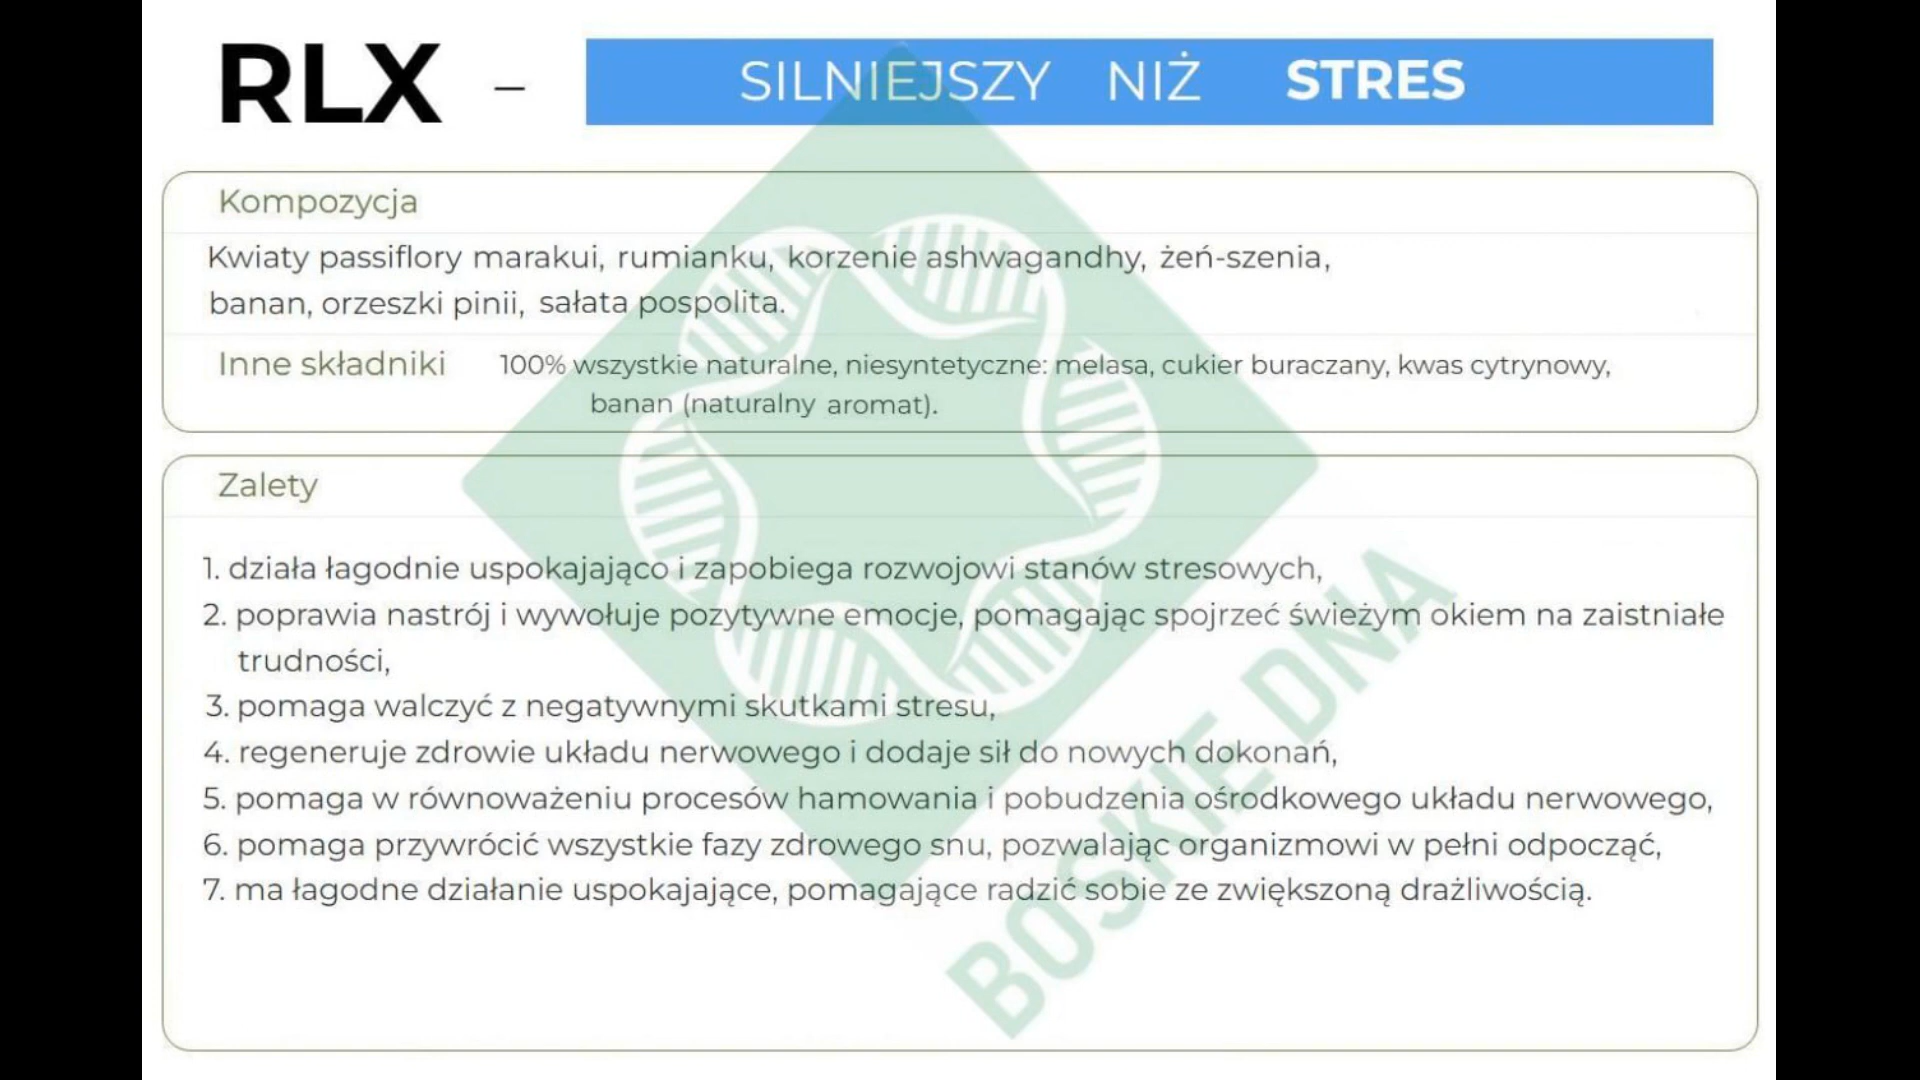 RLX – SILNIEJSZY NIŻ STRES
Kompozycja
Kwiaty passiflory marakui, rumianku, korzenie ashwagandhy, żeń-szenia,
banan, orzeszki pinii, sałata pospolita.
Inne składniki 100% wszystkie naturalne, niesyntetyczne: melasa, cukier buraczany, kwas cytrynowy,
banan (naturalny aromat).
Zalety
1. działa łagodnie uspokajająco i zapobiega rozwojowi stanów stresowych,
2. poprawia nastrój i wywołuje pozytywne emocje, pomagając spojrzeć świeżym okiem na zaistniałe
trudności,
3. pomaga walczyć z negatywnymi skutkami stresu,
4. regeneruje zdrowie układu nerwowego i dodaje sił do nowych dokonań,
5. pomaga w równoważeniu procesów hamowania i pobudzenia ośrodkowego układu nerwowego,
6. pomaga przywrócić wszystkie fazy zdrowego snu, pozwalając organizmowi w pełni odpocząć,
7. ma łagodne działanie uspokajające, pomagające radzić sobie ze zwiększoną drażliwością.
BOSKIE DNA